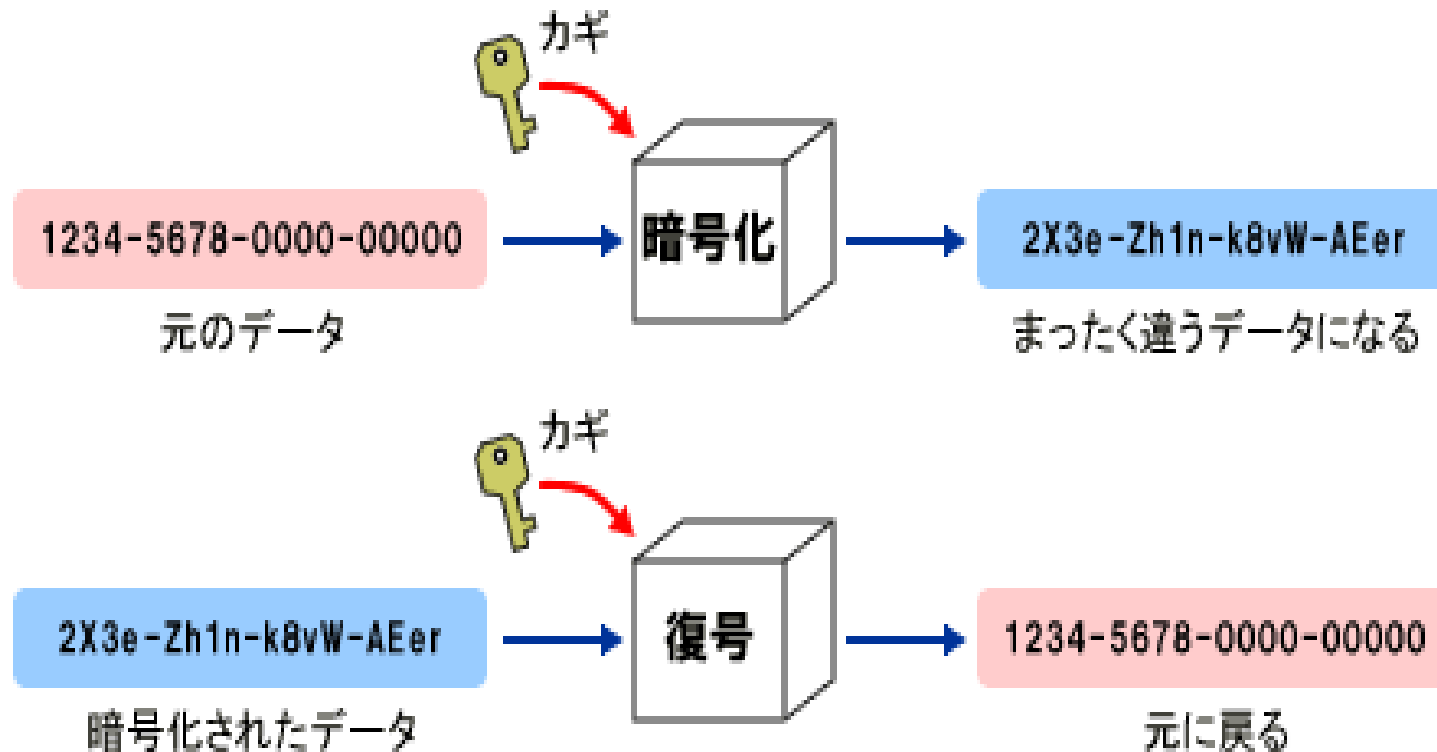 カギ
1234-5678-0000-00000
暗号化
2X3e-Zh1n-k8vW-AEer
元のデータ
まったく違うデータになる
カギ
2X3e-Zh1n-k8vW-AEer
復号
1234-5678-0000-00000
暗号化されたデータ
元に戻る